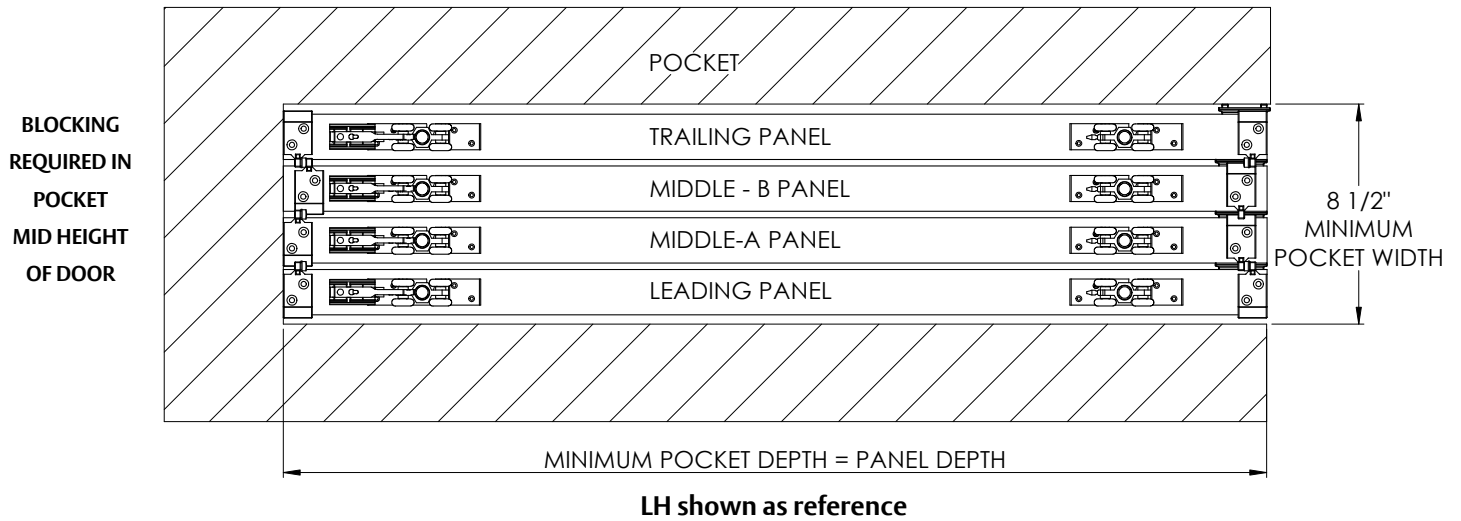 POCKET
BLOCKING
REQUIRED IN
POCKET
MID HEIGHT
OF DOOR
TRAILING PANEL
MIDDLE - B PANEL
MIDDLE-A PANEL
LEADING PANEL
8 1/2"
MINIMUM
POCKET WIDTH
MINIMUM POCKET DEPTH = PANEL DEPTH
LH shown as reference